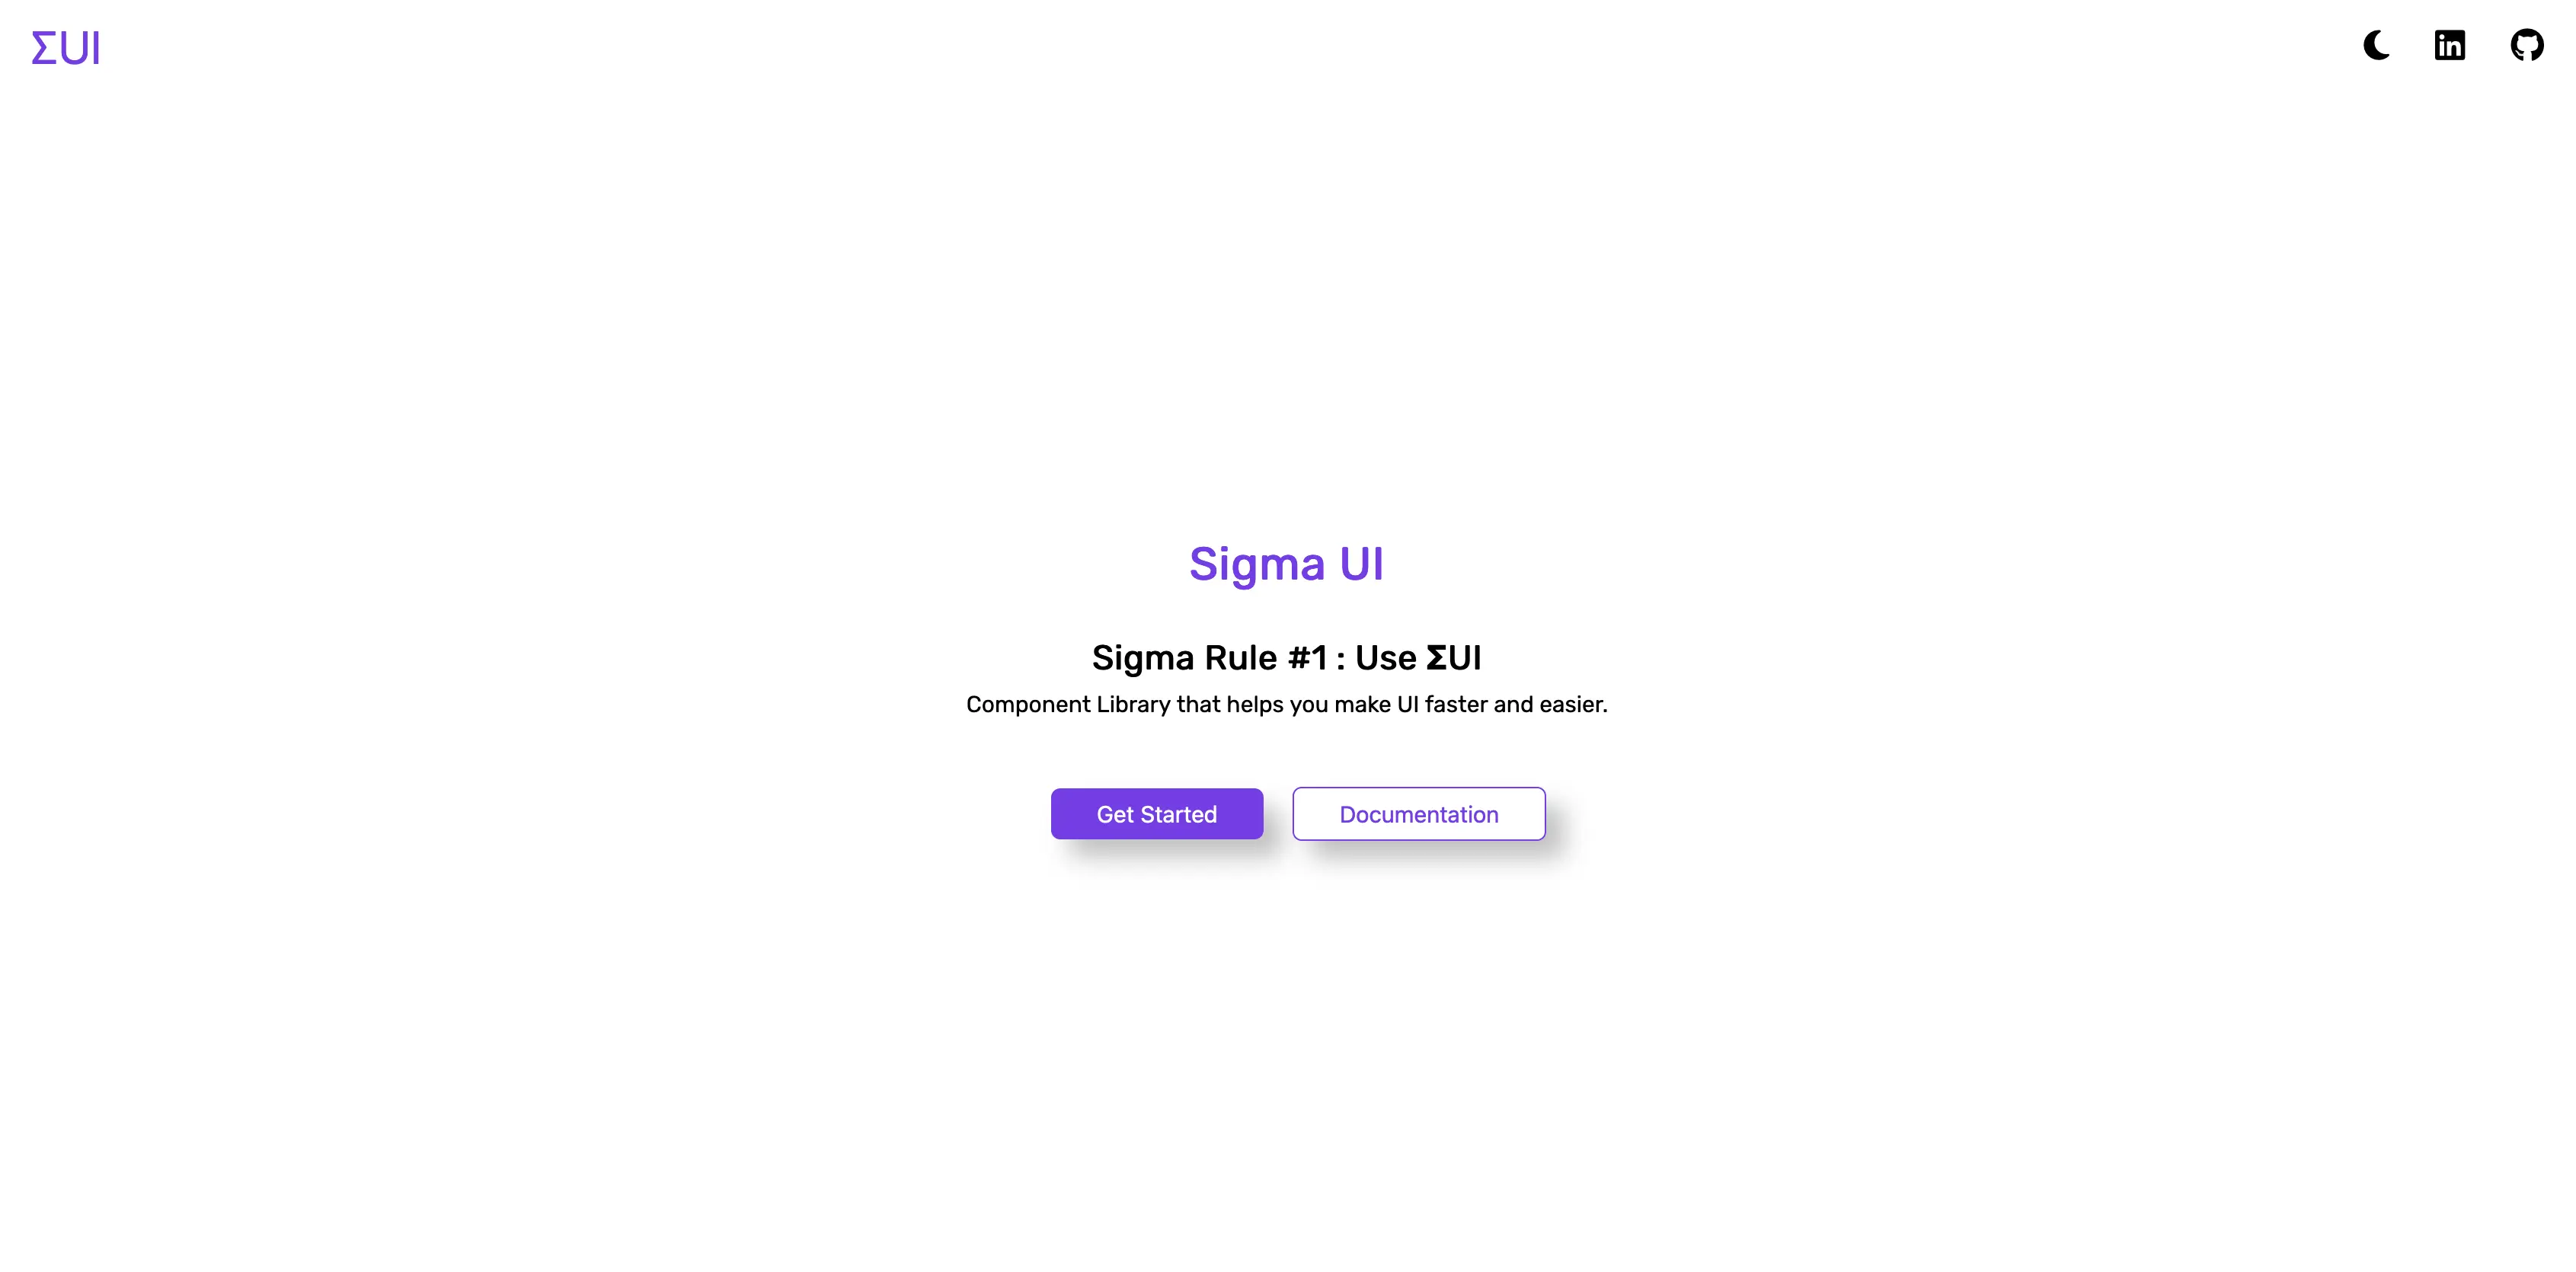 ΣUI
Sigma UI
Sigma Rule #1 : Use ΣUI
Component Library that helps you make UI faster and easier.
Get Started
Documentation